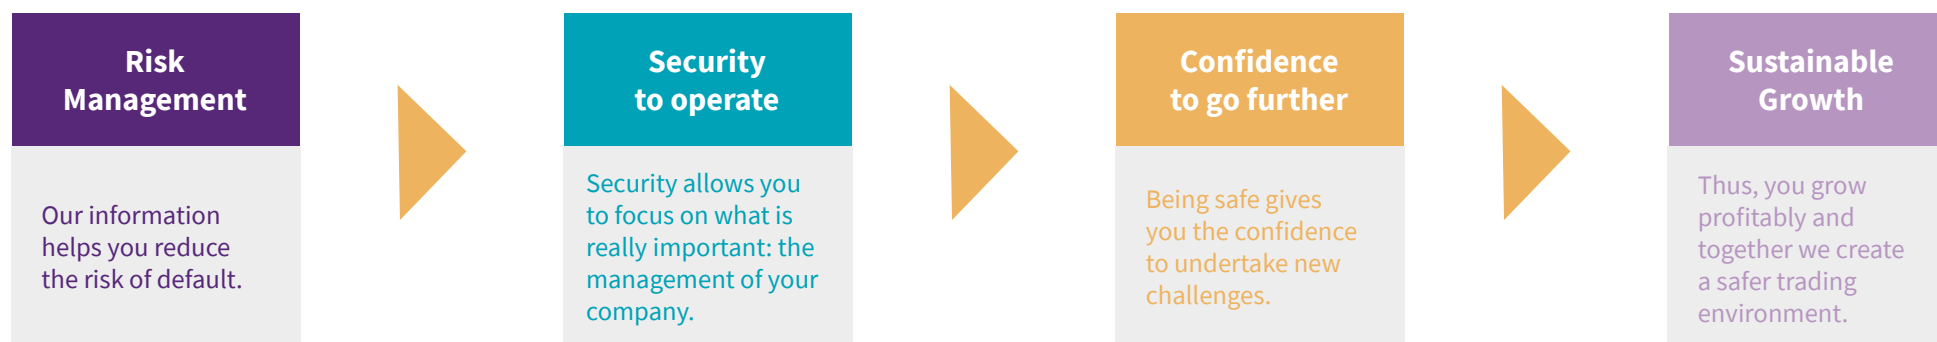 Risk
Management
Our information
helps you reduce
the risk of default.
Security
to operate
Security allows you
to focus on what is
really important: the
management of your
company.
Confidence
to go further
Being safe gives
you the confidence
to undertake new
challenges.
Sustainable
Growth
Thus, you grow
profitably and
together we create
a safer trading
environment.